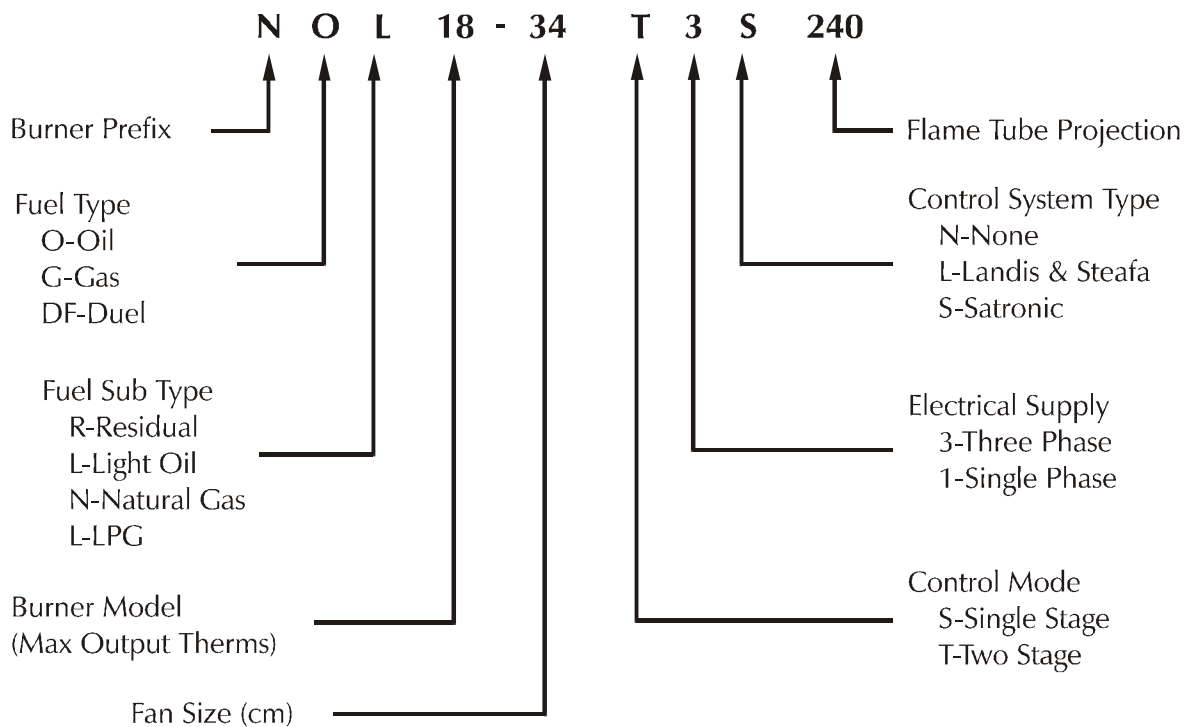 N O L 18 - 34 T 3 S 240
Burner Prefix
Fuel Type
O-Oil
G-Gas
DF-Duel
Fuel Sub Type
R-Residual
L-Light Oil
N-Natural Gas
L-LPG
Burner Model
(Max Output Therms)
Fan Size (cm)
Flame Tube Projection
Control System Type
N-None
L-Landis & Steafa
S-Satronic
Electrical Supply
3-Three Phase
1-Single Phase
Control Mode
S-Single Stage
T-Two Stage